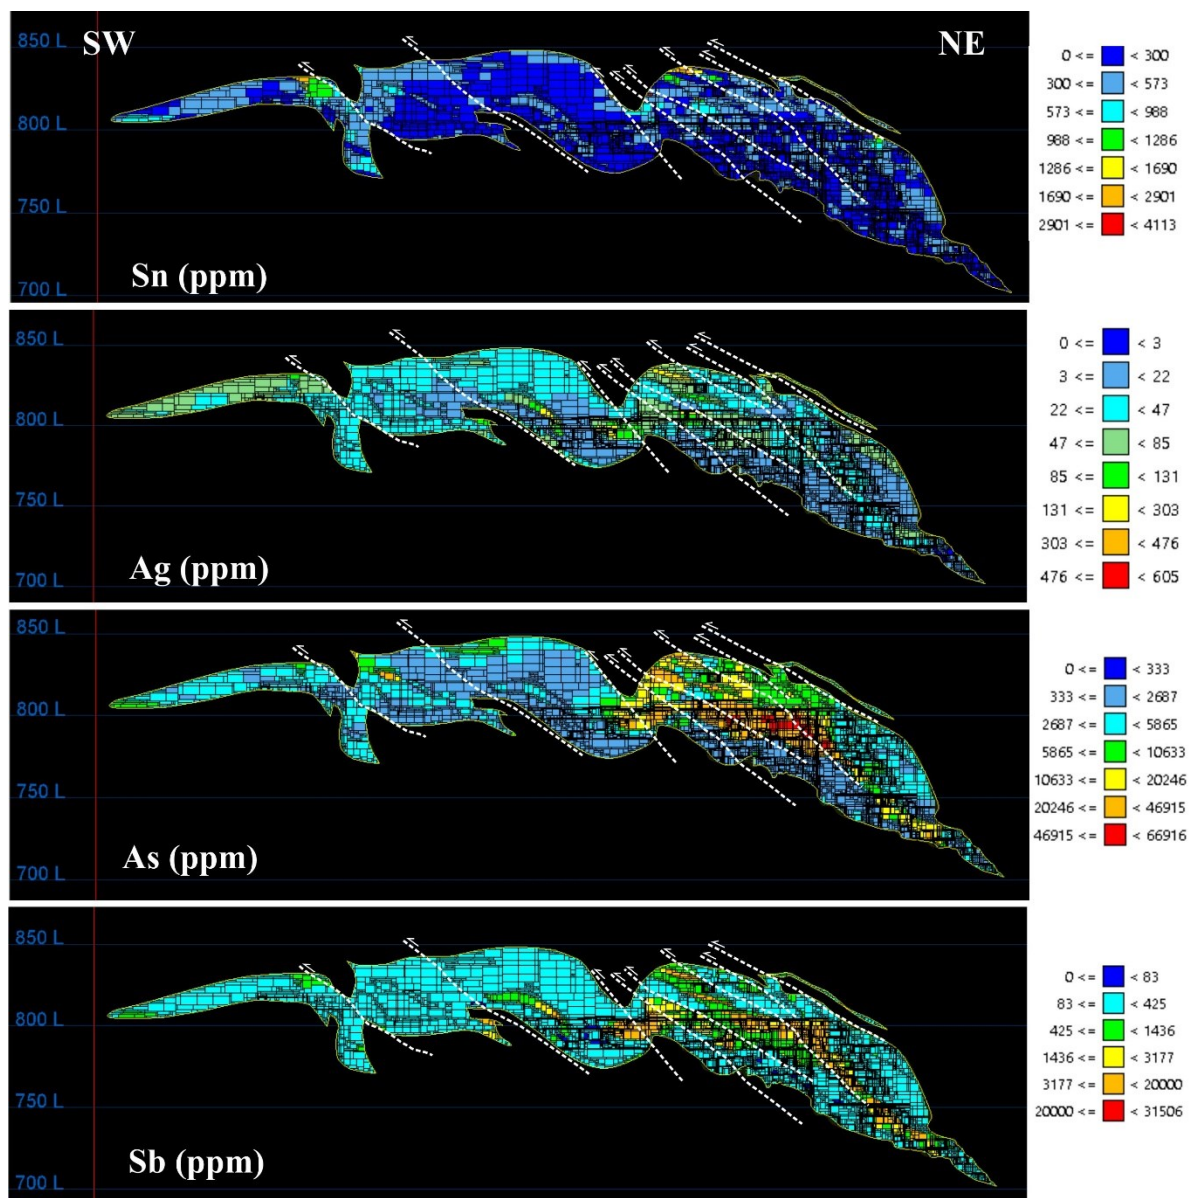 850 L SW NE
800 L
750 L
700 L
Sn (ppm)
0 <= < 300
300 <= < 573
573 <= < 988
988 <= < 1286
1286 <= < 1690
1690 <= < 2901
2901 <= < 4113
850 L
800 L
750 L
700 L
Ag (ppm)
0 <= < 3
3 <= < 22
22 <= < 47
47 <= < 85
85 <= < 131
131 <= < 303
303 <= < 476
476 <= < 605
850 L
800 L
750 L
700 L
As (ppm)
0 <= < 333
333 <= < 2687
2687 <= < 5865
5865 <= < 10633
10633 <= < 20246
20246 <= < 46915
46915 <= < 66916
850 L
800 L
750 L
700 L
Sb (ppm)
0 <= < 83
83 <= < 425
425 <= < 1436
1436 <= < 3177
3177 <= < 20000
20000 <= < 31506